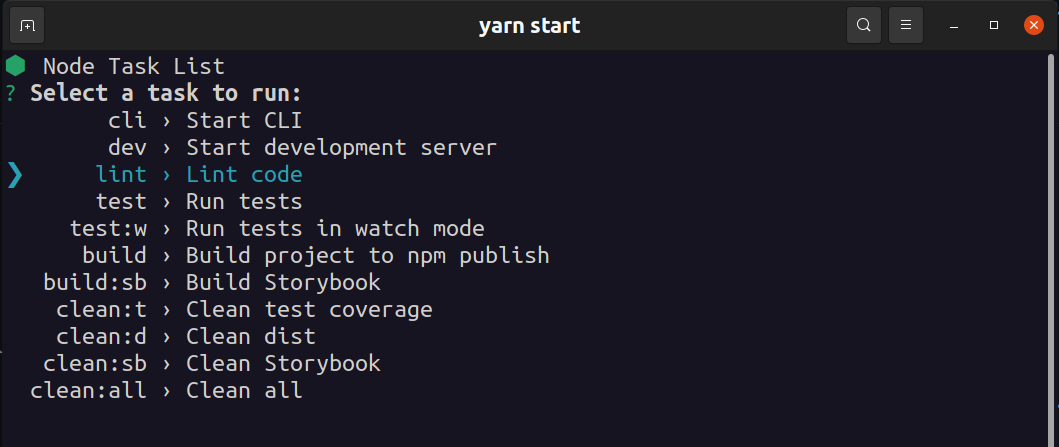 yarn start
Node Task List
? Select a task to run:
cli › Start CLI
dev › Start development server
❯ lint › Lint code
test › Run tests
test:w › Run tests in watch mode
build › Build project to npm publish
build:sb › Build Storybook
clean:t › Clean test coverage
clean:d › Clean dist
clean:sb › Clean Storybook
clean:all › Clean all